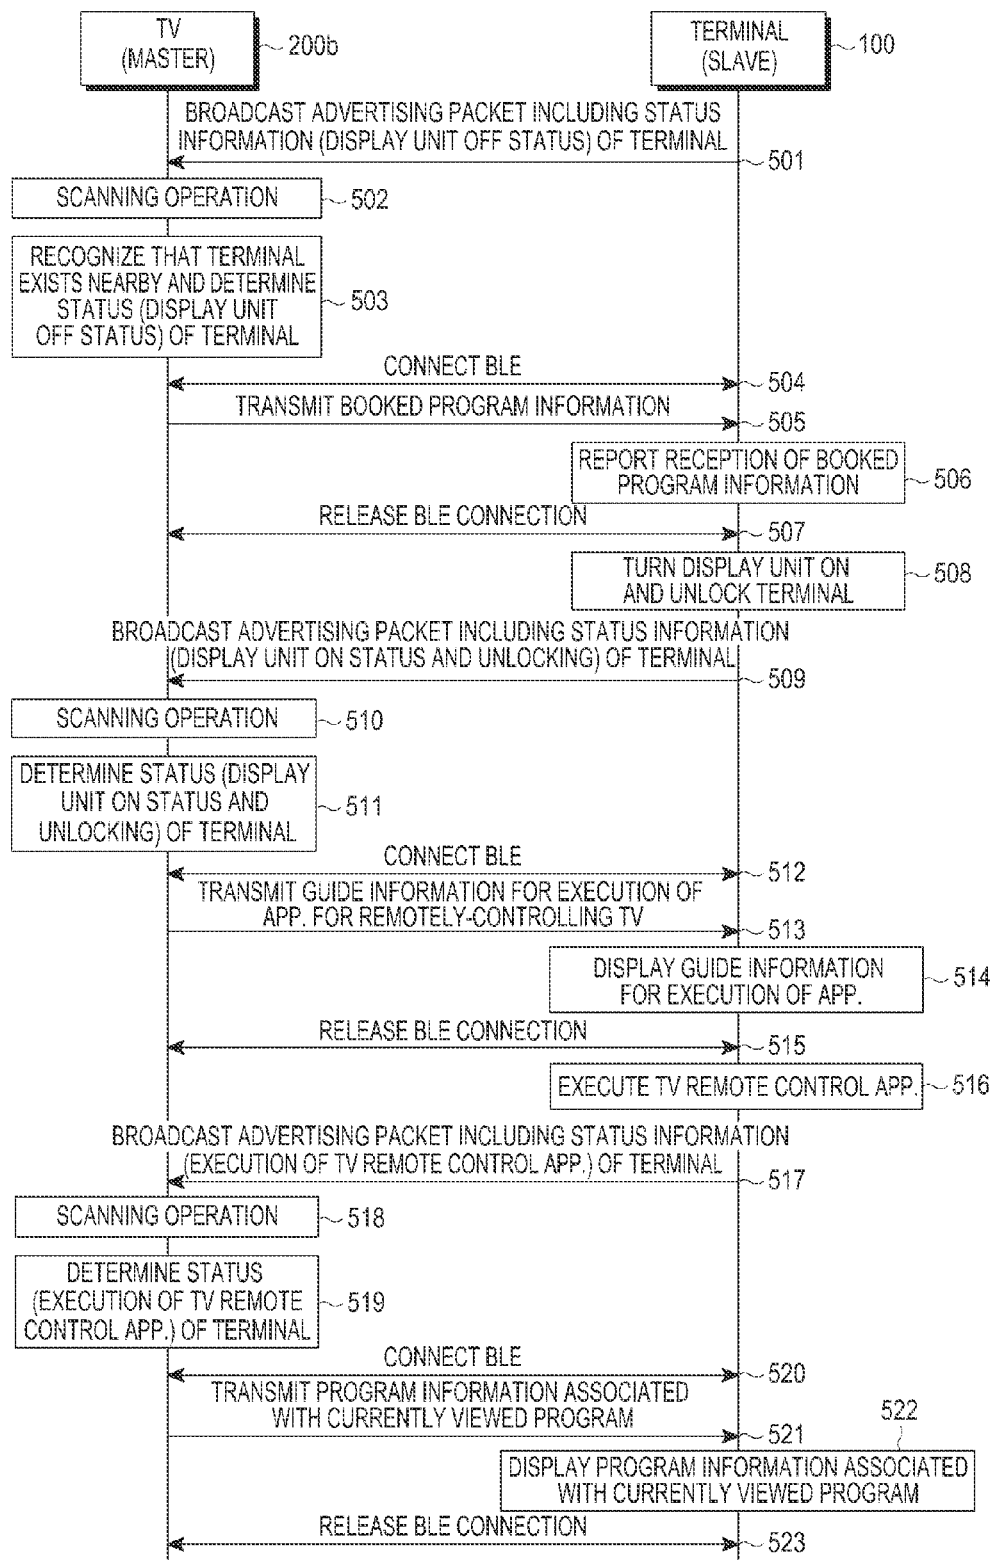 TV
(MASTER)
200b
TERMINAL
(SLAVE)
100
BROADCAST ADVERTISING PACKET INCLUDING STATUS
INFORMATION (DISPLAY UNIT OFF STATUS) OF TERMINAL
501
SCANNING OPERATION
502
RECOGNIZE THAT TERMINAL
EXISTS NEARBY AND DETERMINE
STATUS (DISPLAY UNIT
OFF STATUS) OF TERMINAL
503
CONNECT BLE
504
TRANSMIT BOOKED PROGRAM INFORMATION
505
REPORT RECEPTION OF BOOKED
PROGRAM INFORMATION
506
RELEASE BLE CONNECTION
507
TURN DISPLAY UNIT ON
AND UNLOCK TERMINAL
508
BROADCAST ADVERTISING PACKET INCLUDING STATUS INFORMATION
(DISPLAY UNIT ON STATUS AND UNLOCKING) OF TERMINAL
509
SCANNING OPERATION
510
DETERMINE STATUS (DISPLAY
UNIT ON STATUS AND
UNLOCKING) OF TERMINAL
511
CONNECT BLE
512
TRANSMIT GUIDE INFORMATION FOR EXECUTION OF
APP. FOR REMOTELY-CONTROLLING TV
513
DISPLAY GUIDE INFORMATION
FOR EXECUTION OF APP.
514
RELEASE BLE CONNECTION
515
EXECUTE TV REMOTE CONTROL APP.
516
BROADCAST ADVERTISING PACKET INCLUDING STATUS INFORMATION
(EXECUTION OF TV REMOTE CONTROL APP.) OF TERMINAL
517
SCANNING OPERATION
518
DETERMINE STATUS
(EXECUTION OF TV REMOTE
CONTROL APP.) OF TERMINAL
519
CONNECT BLE
520
TRANSMIT PROGRAM INFORMATION ASSOCIATED
WITH CURRENTLY VIEWED PROGRAM
521
522
DISPLAY PROGRAM INFORMATION ASSOCIATED
WITH CURRENTLY VIEWED PROGRAM
RELEASE BLE CONNECTION
523